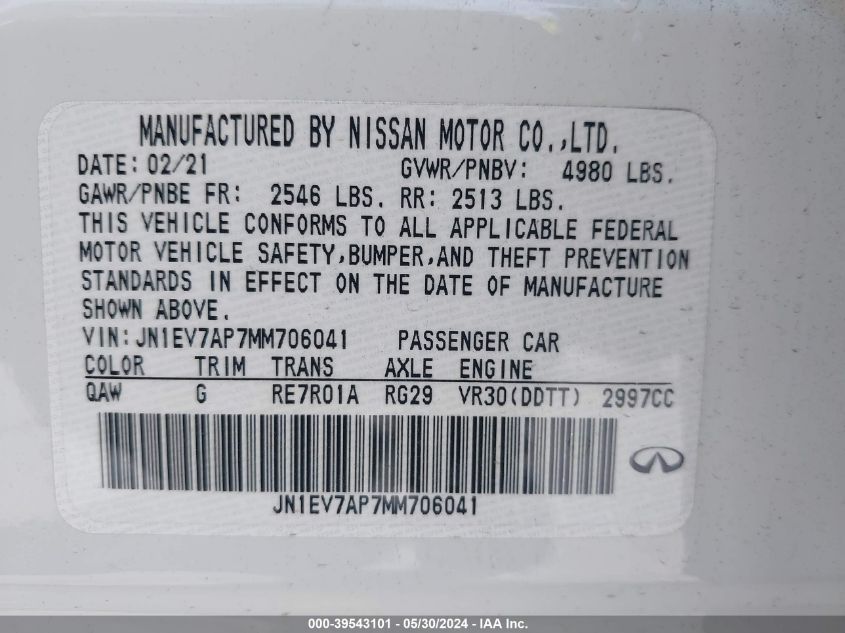 MANUFACTURED BY NISSAN MOTOR CO.,LTD.
DATE: 02/21 GVWR/PNBV: 4980 LBS.
GAWR/PNBE FR: 2546 LBS. RR: 2513 LBS.
THIS VEHICLE CONFORMS TO ALL APPLICABLE FEDERAL
MOTOR VEHICLE SAFETY,BUMPER,AND THEFT PREVENTION
STANDARDS IN EFFECT ON THE DATE OF MANUFACTURE
SHOWN ABOVE.
VIN:JN1EV7AP7MM706041 PASSENGER CAR
COLOR TRIM TRANS AXLE ENGINE
QAW G RE7R01A RG29 VR30(DDTT) 2997CC
JN1EV7AP7MM706041
000-39543101 - 05/30/2024 - IAA Inc.